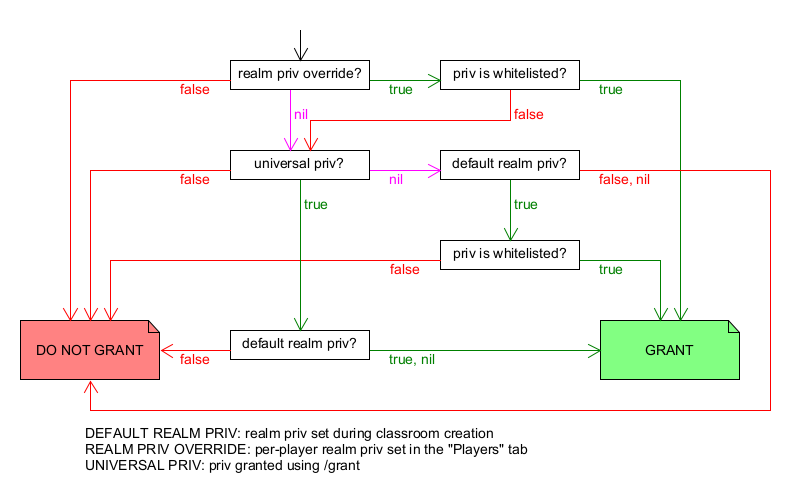 realm priv override?
priv is whitelisted?
false
true
true
nil
false
universal priv?
default realm priv?
false
nil
false, nil
true
true
priv is whitelisted?
false
true
DO NOT GRANT
default realm priv?
GRANT
false
true, nil
DEFAULT REALM PRIV: realm priv set during classroom creation
REALM PRIV OVERRIDE: per-player realm priv set in the "Players" tab
UNIVERSAL PRIV: priv granted using /grant